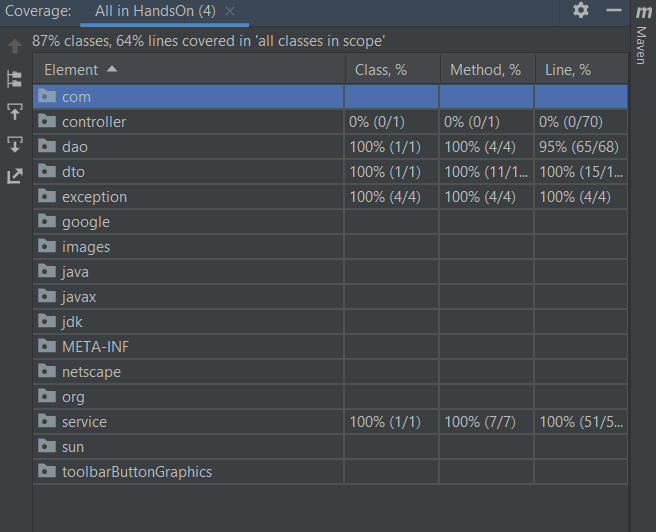 Coverage: All in HandsOn (4)
87% classes, 64% lines covered in 'all classes in scope'
Element Class, % Method, % Line, %
com
controller 0% (0/1) 0% (0/1) 0% (0/70)
dao 100% (1/1) 100% (4/4) 95% (65/68)
dto 100% (1/1) 100% (11/1... 100% (15/1...
exception 100% (4/4) 100% (4/4) 100% (4/4)
google
images
java
javax
jdk
META-INF
netscape
org
service 100% (1/1) 100% (7/7) 100% (51/5...
sun
toolbarButtonGraphics
m Maven